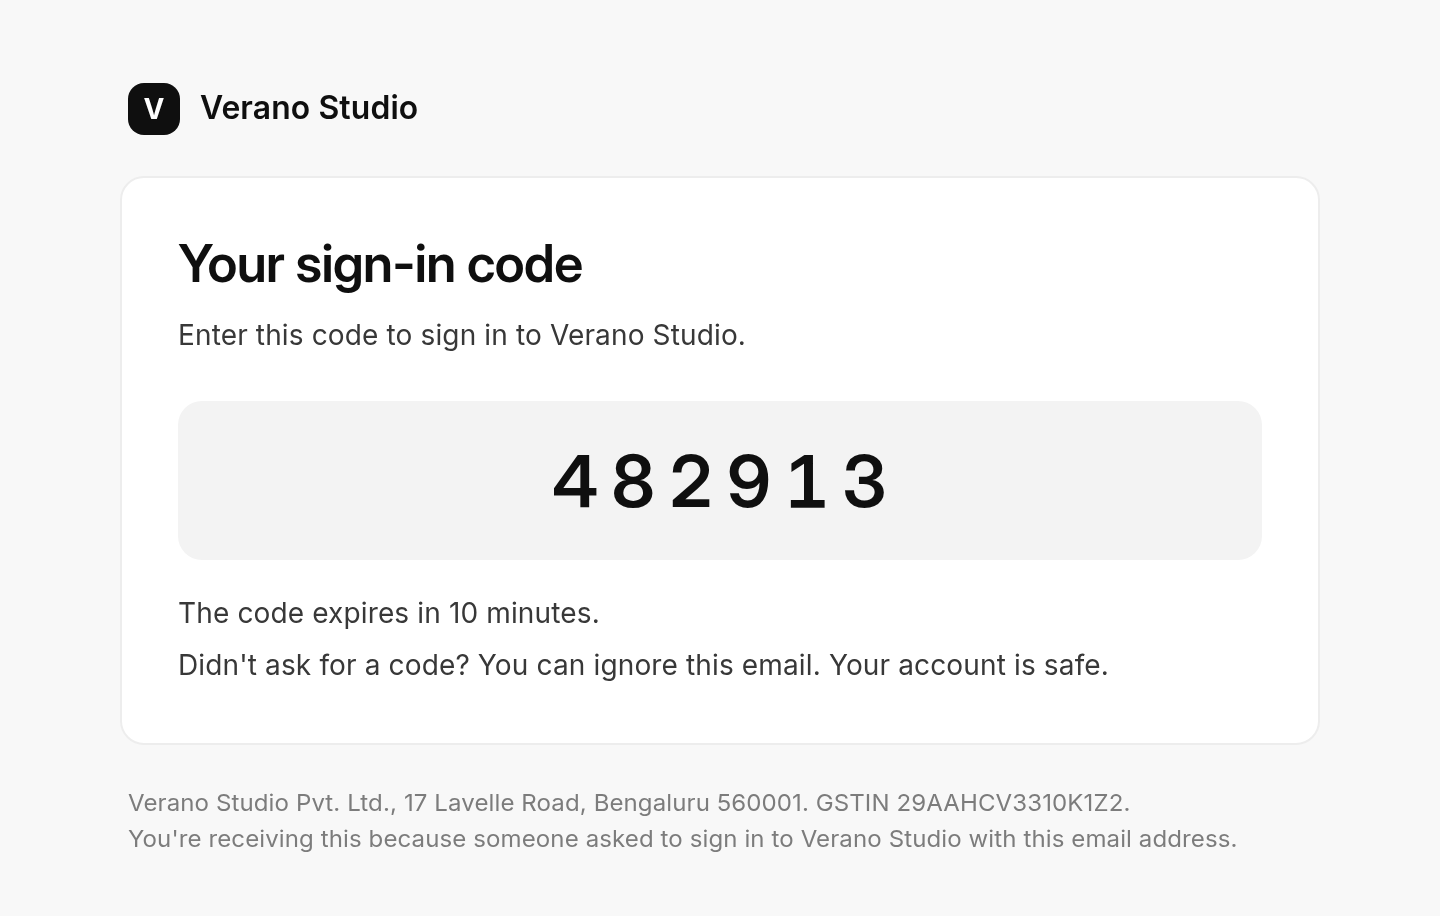 V Verano Studio
Your sign-in code
Enter this code to sign in to Verano Studio.
482913
The code expires in 10 minutes.
Didn't ask for a code? You can ignore this email. Your account is safe.
Verano Studio Pvt. Ltd., 17 Lavelle Road, Bengaluru 560001. GSTIN 29AAHCV3310K1Z2.
You're receiving this because someone asked to sign in to Verano Studio with this email address.